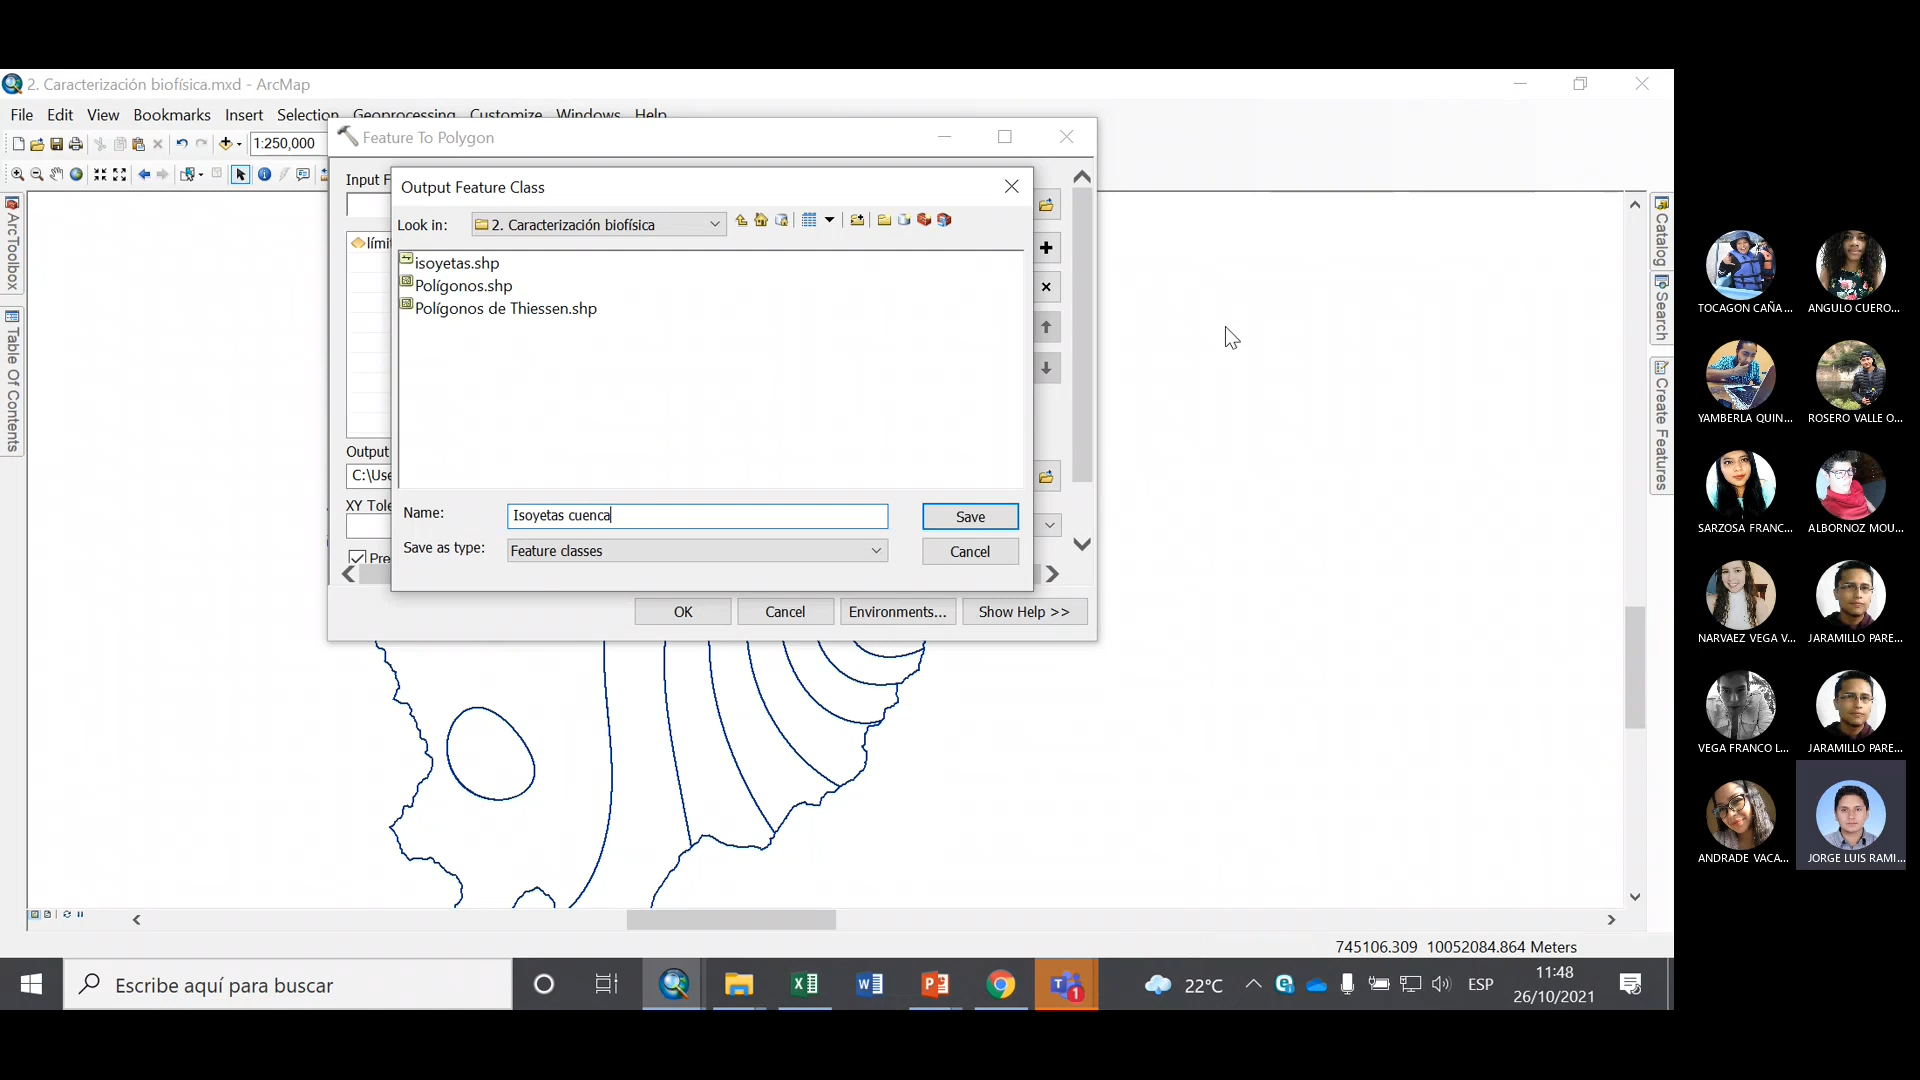 2. Caracterización biofísica.mxd - ArcMap
File Edit View Bookmarks Insert Selection Geoprocessing Customize Windows Help
1:250,000
Feature To Polygon
Input F
Output Feature Class
Look in: 2. Caracterización biofísica
límit
isoyetas.shp
Polígonos.shp
Polígonos de Thiessen.shp
Output
C:\Use
XY Tole
Pre
Name: Isoyetas cuenca Save
Save as type: Feature classes Cancel
OK Cancel Environments... Show Help >>
ArcToolbox
Table Of Contents
Catalog
Search
Create Features
745106.309 10052084.864 Meters
Escribe aquí para buscar
1
22°C
ESP
11:48
26/10/2021
TOCAGON CAÑA... ANGULO CUERO...
YAMBERLA QUIN... ROSERO VALLE O...
SARZOSA FRANC... ALBORNOZ MOU...
NARVAEZ VEGA V... JARAMILLO PARE...
VEGA FRANCO L... JARAMILLO PARE...
ANDRADE VACA... JORGE LUIS RAMI...